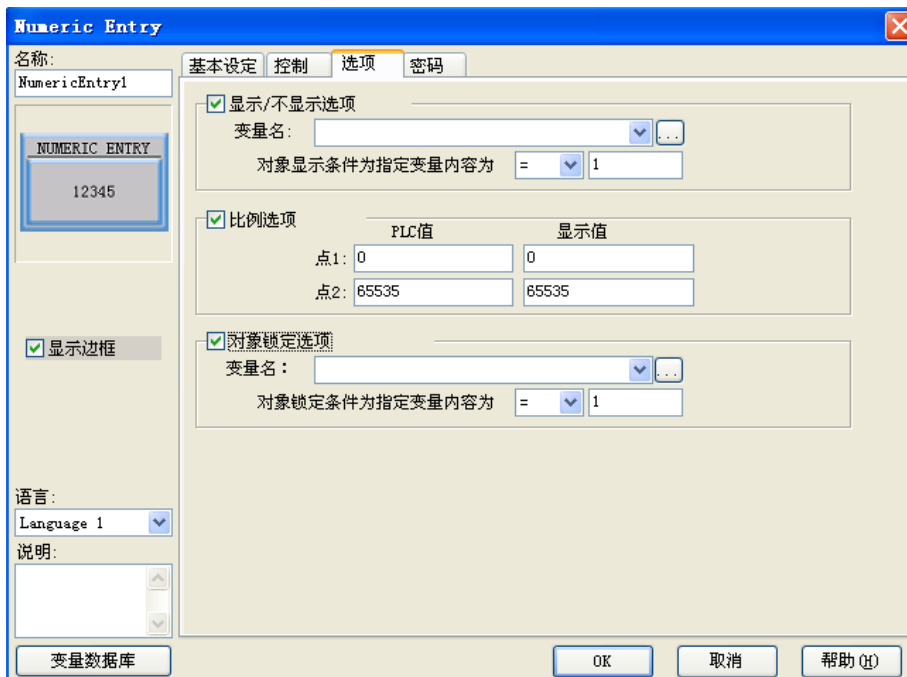 Numeric Entry
名称:
NumericEntry1
NUMERIC ENTRY
12345
显示边框
语言:
Language 1
说明:
变量数据库
基本设定 控制 选项 密码
显示/不显示选项
变量名:
...
对象显示条件为指定变量内容为 = 1
比例选项
PLC值 显示值
点1: 0 0
点2: 65535 65535
对象锁定选项
变量名：
...
对象锁定条件为指定变量内容为 = 1
OK 取消 帮助(H)